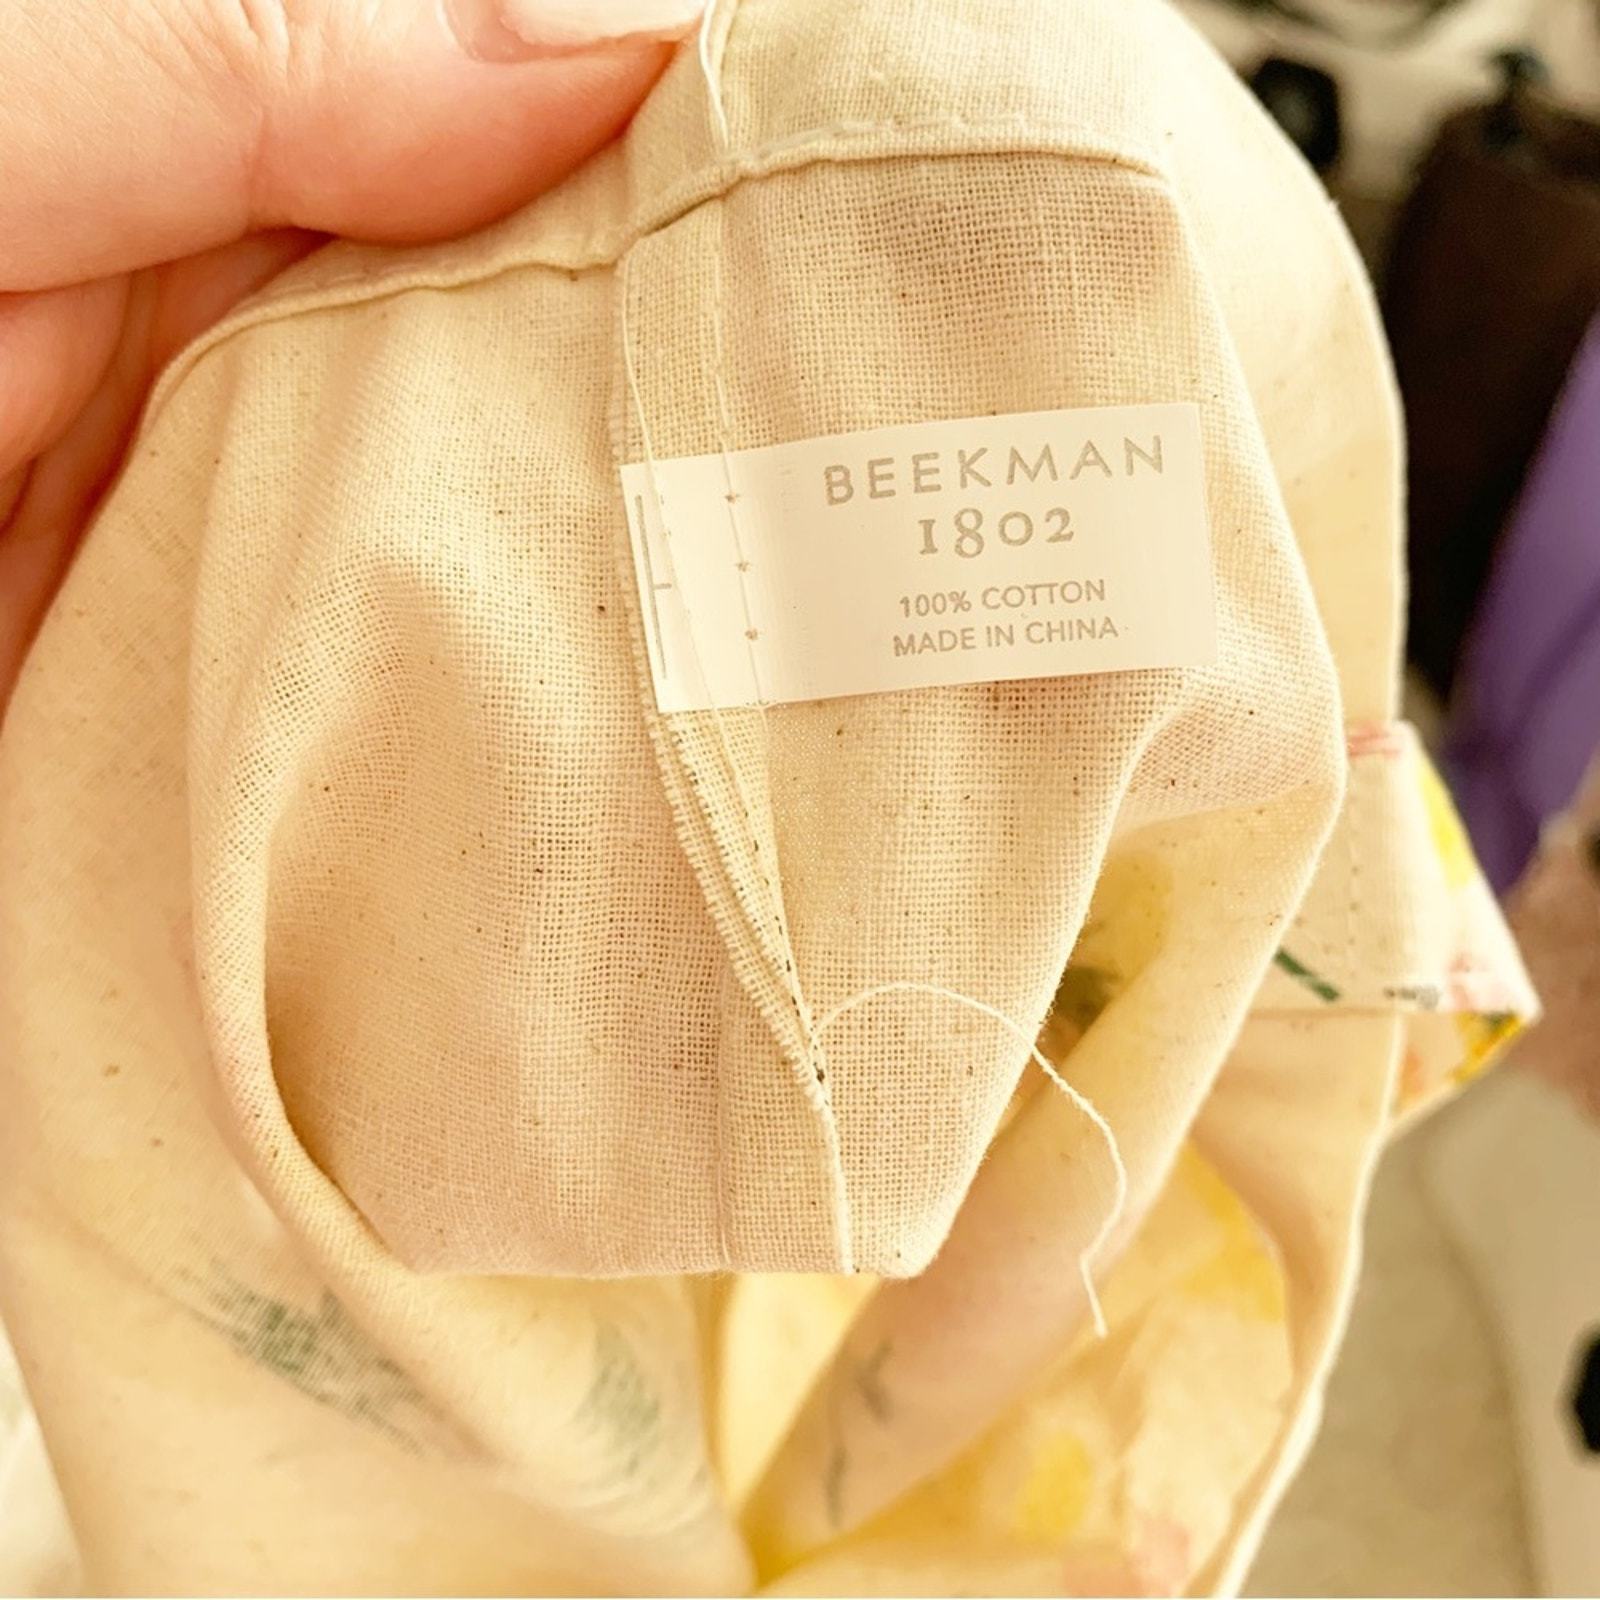 BEEKMAN
1802
100% COTTON
MADE IN CHINA